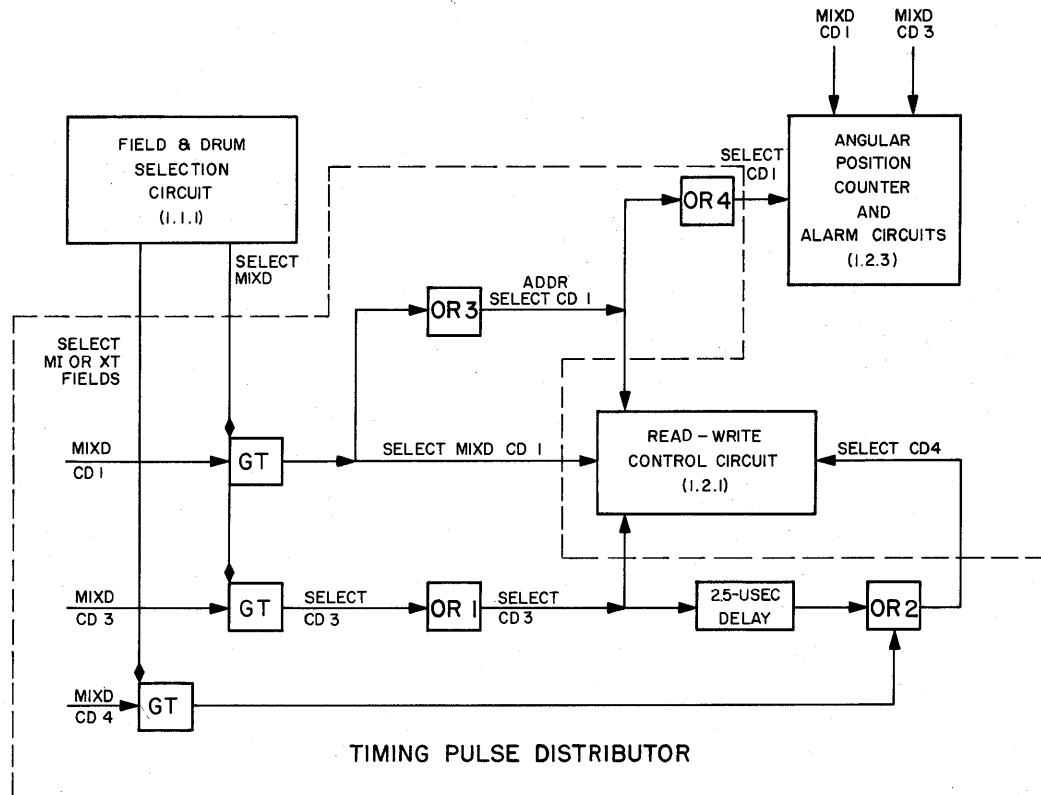 MIXD
CD 1
MIXD
CD 3
FIELD & DRUM
SELECTION
CIRCUIT
(1.1.1)
ANGULAR
POSITION
COUNTER
AND
ALARM CIRCUITS
(1.2.3)
SELECT
CD 1
OR 4
SELECT
MIXD
ADDR
SELECT CD 1
OR 3
SELECT
MI OR XT
FIELDS
MIXD
CD 1
GT
SELECT MIXD CD 1
READ-WRITE
CONTROL CIRCUIT
(1.2.1)
SELECT CD4
MIXD
CD 3
GT
SELECT
CD 3
OR 1
SELECT
CD 3
2.5-USEC
DELAY
OR 2
MIXD
CD 4
GT
TIMING PULSE DISTRIBUTOR